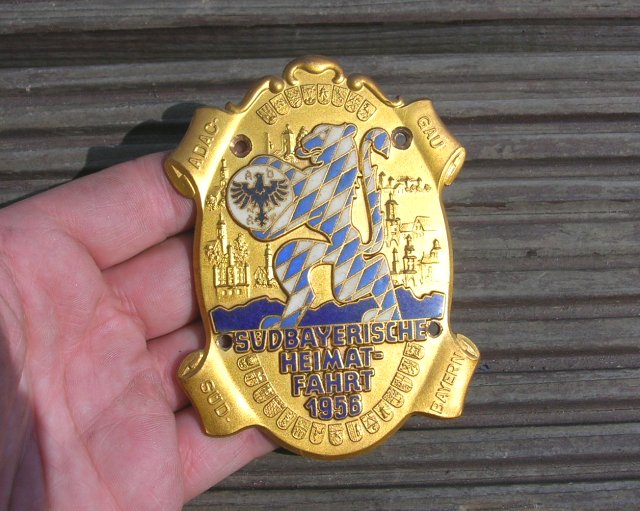 ADAC-
GAU
A D
A C
SÜDBAYERISCHE
HEIMAT-
FAHRT
1956
SÜD.
BAYERN